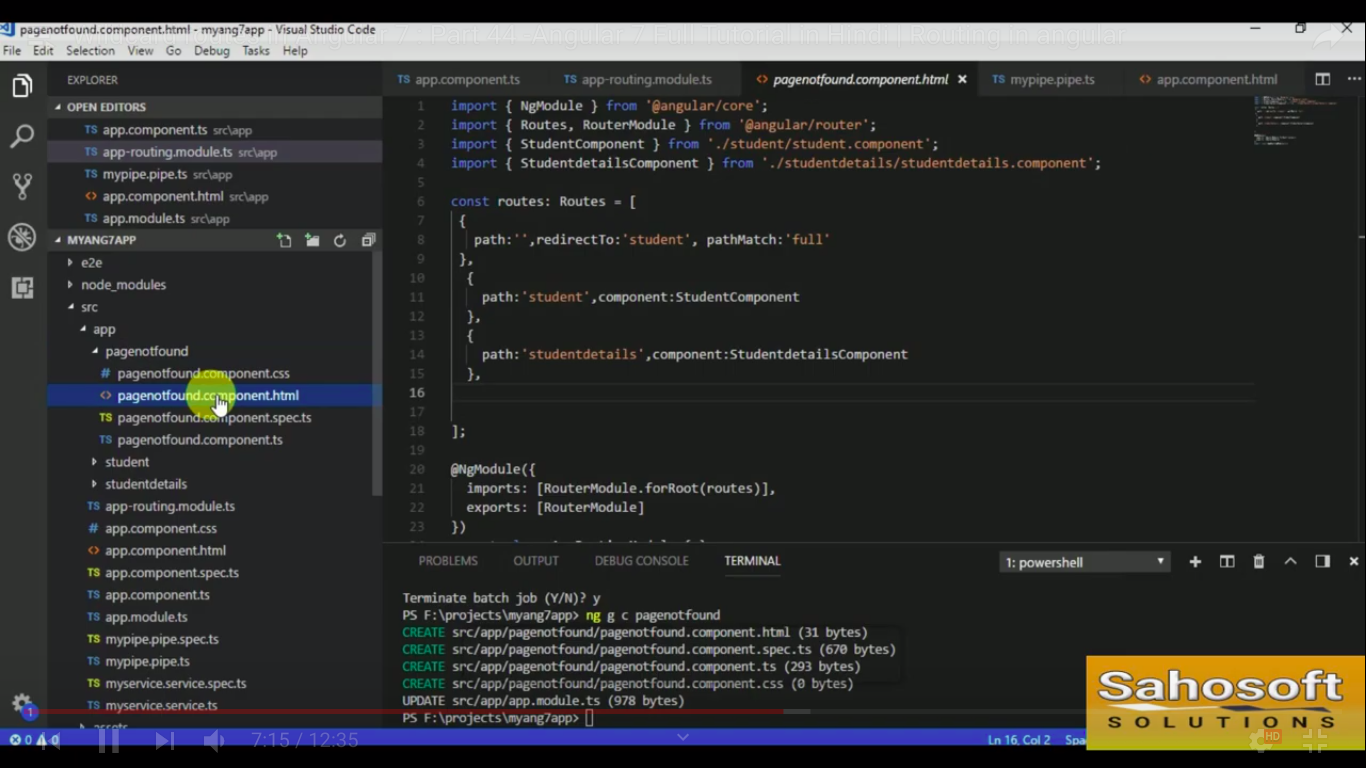 pagenotfound.component.html - myang7app - Visual Studio Code
Angular 7 - Part 44 -Angular 7 Full Tutorial in Hindi | Routing in angular
File Edit Selection View Go Debug Tasks Help
EXPLORER
OPEN EDITORS
TS app.component.ts src\app
TS app-routing.module.ts src\app
TS mypipe.pipe.ts src\app
<> app.component.html src\app
TS app.module.ts src\app
MYANG7APP
e2e
node_modules
src
app
pagenotfound
# pagenotfound.component.css
<> pagenotfound.component.html
TS pagenotfound.component.spec.ts
TS pagenotfound.component.ts
student
studentdetails
TS app-routing.module.ts
# app.component.css
<> app.component.html
TS app.component.spec.ts
TS app.component.ts
TS app.module.ts
TS mypipe.pipe.spec.ts
TS mypipe.pipe.ts
TS myservice.service.spec.ts
TS myservice.service.ts
assets
1
TS app.component.ts TS app-routing.module.ts <> pagenotfound.component.html × TS mypipe.pipe.ts <> app.component.html
1 import { NgModule } from '@angular/core';
2 import { Routes, RouterModule } from '@angular/router';
3 import { StudentComponent } from './student/student.component';
4 import { StudentdetailsComponent } from './studentdetails/studentdetails.component';
5
6 const routes: Routes = [
7 {
8 path:'',redirectTo:'student', pathMatch:'full'
9 },
10 {
11 path:'student',component:StudentComponent
12 },
13 {
14 path:'studentdetails',component:StudentdetailsComponent
15 },
16
17
18 ];
19
20 @NgModule({
21 imports: [RouterModule.forRoot(routes)],
22 exports: [RouterModule]
23 })
PROBLEMS OUTPUT DEBUG CONSOLE TERMINAL 1: powershell
Terminate batch job (Y/N)? y
PS F:\projects\myang7app> ng g c pagenotfound
CREATE src/app/pagenotfound/pagenotfound.component.html (31 bytes)
CREATE src/app/pagenotfound/pagenotfound.component.spec.ts (670 bytes)
CREATE src/app/pagenotfound/pagenotfound.component.ts (293 bytes)
CREATE src/app/pagenotfound/pagenotfound.component.css (0 bytes)
UPDATE src/app/app.module.ts (978 bytes)
PS F:\projects\myang7app>
Sahosoft
SOLUTIONS
0 0 7:15 / 12:35 Ln 16, Col 2 HD